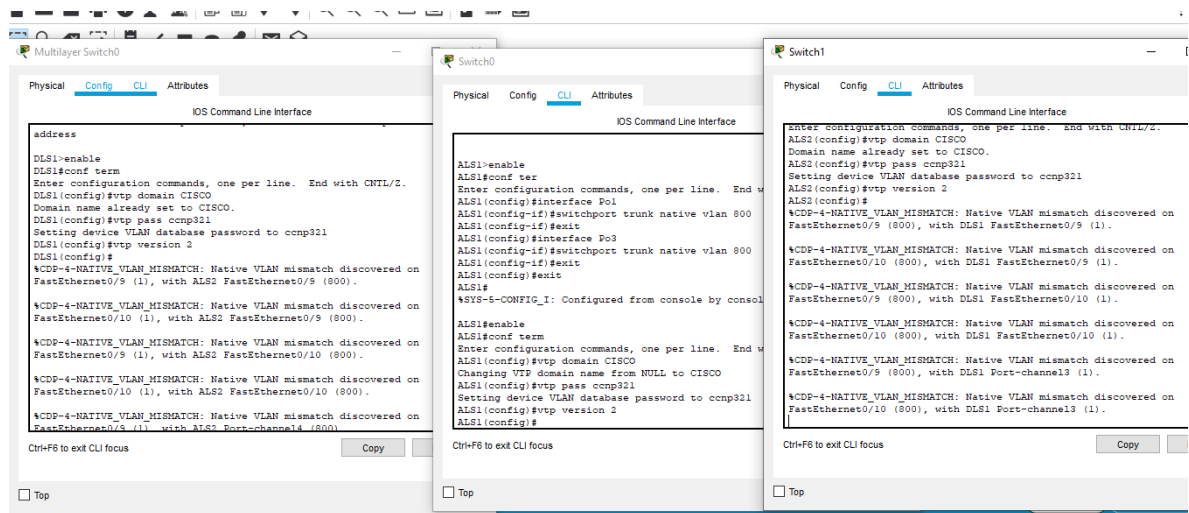 Multilayer Switch0
Physical Config CLI Attributes
IOS Command Line Interface
address
DLS1>enable
DLS1#conf term
Enter configuration commands, one per line. End with CNTL/Z.
DLS1(config)#vtp domain CISCO
Domain name already set to CISCO.
DLS1(config)#vtp pass ccnp321
Setting device VLAN database password to ccnp321
DLS1(config)#vtp version 2
DLS1(config)#
%CDP-4-NATIVE_VLAN_MISMATCH: Native VLAN mismatch discovered on
FastEthernet0/9 (1), with ALS2 FastEthernet0/9 (800).
%CDP-4-NATIVE_VLAN_MISMATCH: Native VLAN mismatch discovered on
FastEthernet0/10 (1), with ALS2 FastEthernet0/9 (800).
%CDP-4-NATIVE_VLAN_MISMATCH: Native VLAN mismatch discovered on
FastEthernet0/9 (1), with ALS2 FastEthernet0/10 (800).
%CDP-4-NATIVE_VLAN_MISMATCH: Native VLAN mismatch discovered on
FastEthernet0/10 (1), with ALS2 FastEthernet0/10 (800).
%CDP-4-NATIVE_VLAN_MISMATCH: Native VLAN mismatch discovered on
FastEthernet0/9 (1), with ALS2 Port-channel4 (800)
Ctrl+F6 to exit CLI focus
Copy
Top
Switch0
Physical Config CLI Attributes
IOS Command Line Interface
ALS1>enable
ALS1#conf ter
Enter configuration commands, one per line. End
ALS1(config)#interface Po1
ALS1(config-if)#switchport trunk native vlan 800
ALS1(config-if)#exit
ALS1(config)#interface Po3
ALS1(config-if)#switchport trunk native vlan 800
ALS1(config-if)#exit
ALS1(config)#exit
ALS1#
%SYS-5-CONFIG_I: Configured from console by consol
ALS1#enable
ALS1#conf term
Enter configuration commands, one per line. End
ALS1(config)#vtp domain CISCO
Changing VTP domain name from NULL to CISCO
ALS1(config)#vtp pass ccnp321
Setting device VLAN database password to ccnp321
ALS1(config)#vtp version 2
ALS1(config)#
Ctrl+F6 to exit CLI focus
Top
Switch1
Physical Config CLI Attributes
IOS Command Line Interface
Enter configuration commands, one per line. End with CNTL/Z.
ALS2(config)#vtp domain CISCO
Domain name already set to CISCO.
ALS2(config)#vtp pass ccnp321
Setting device VLAN database password to ccnp321
ALS2(config)#vtp version 2
ALS2(config)#
%CDP-4-NATIVE_VLAN_MISMATCH: Native VLAN mismatch discovered on
FastEthernet0/9 (800), with DLS1 FastEthernet0/9 (1).
%CDP-4-NATIVE_VLAN_MISMATCH: Native VLAN mismatch discovered on
FastEthernet0/10 (800), with DLS1 FastEthernet0/9 (1).
%CDP-4-NATIVE_VLAN_MISMATCH: Native VLAN mismatch discovered on
FastEthernet0/9 (800), with DLS1 FastEthernet0/10 (1).
%CDP-4-NATIVE_VLAN_MISMATCH: Native VLAN mismatch discovered on
FastEthernet0/10 (800), with DLS1 FastEthernet0/10 (1).
%CDP-4-NATIVE_VLAN_MISMATCH: Native VLAN mismatch discovered on
FastEthernet0/9 (800), with DLS1 Port-channel3 (1).
%CDP-4-NATIVE_VLAN_MISMATCH: Native VLAN mismatch discovered on
FastEthernet0/10 (800), with DLS1 Port-channel3 (1).
Ctrl+F6 to exit CLI focus
Copy
Top